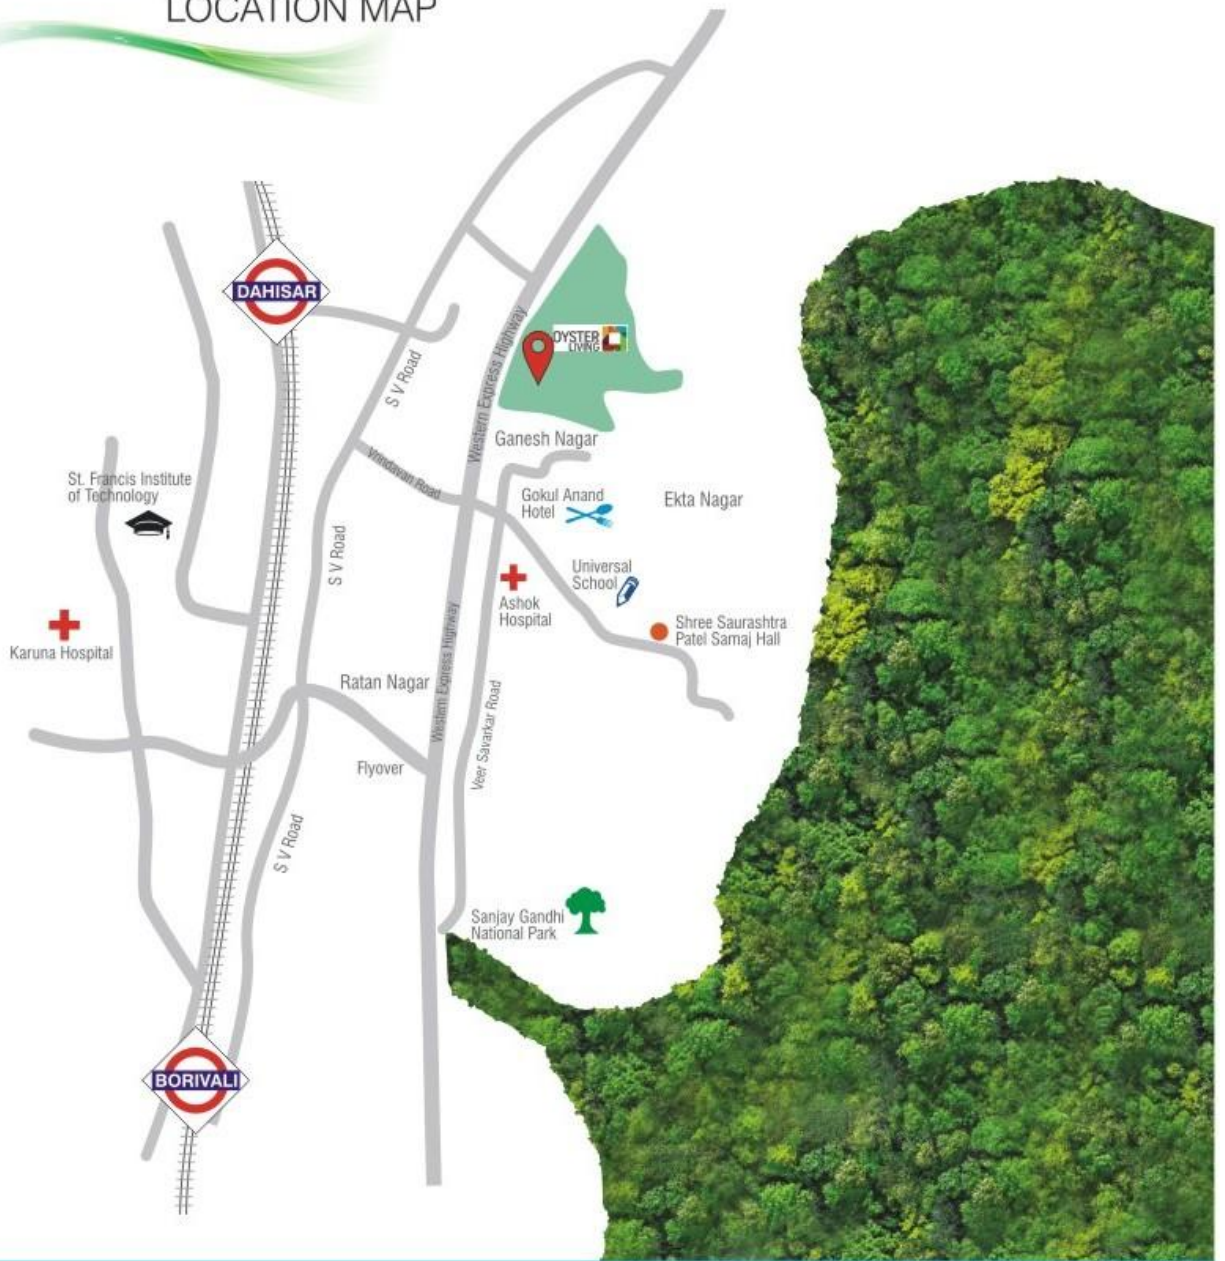 LOCATION MAP
DAHISAR
OYSTER
LIVING
Western Express Highway
S V Road
Ganesh Nagar
Vrindavan Road
St. Francis Institute
of Technology
Gokul Anand
Hotel
Ekta Nagar
S V Road
Universal
School
Ashok
Hospital
Shree Saurashtra
Patel Samaj Hall
Karuna Hospital
Western Express Highway
Ratan Nagar
Veer Savarkar Road
Flyover
S V Road
Sanjay Gandhi
National Park
BORIVALI